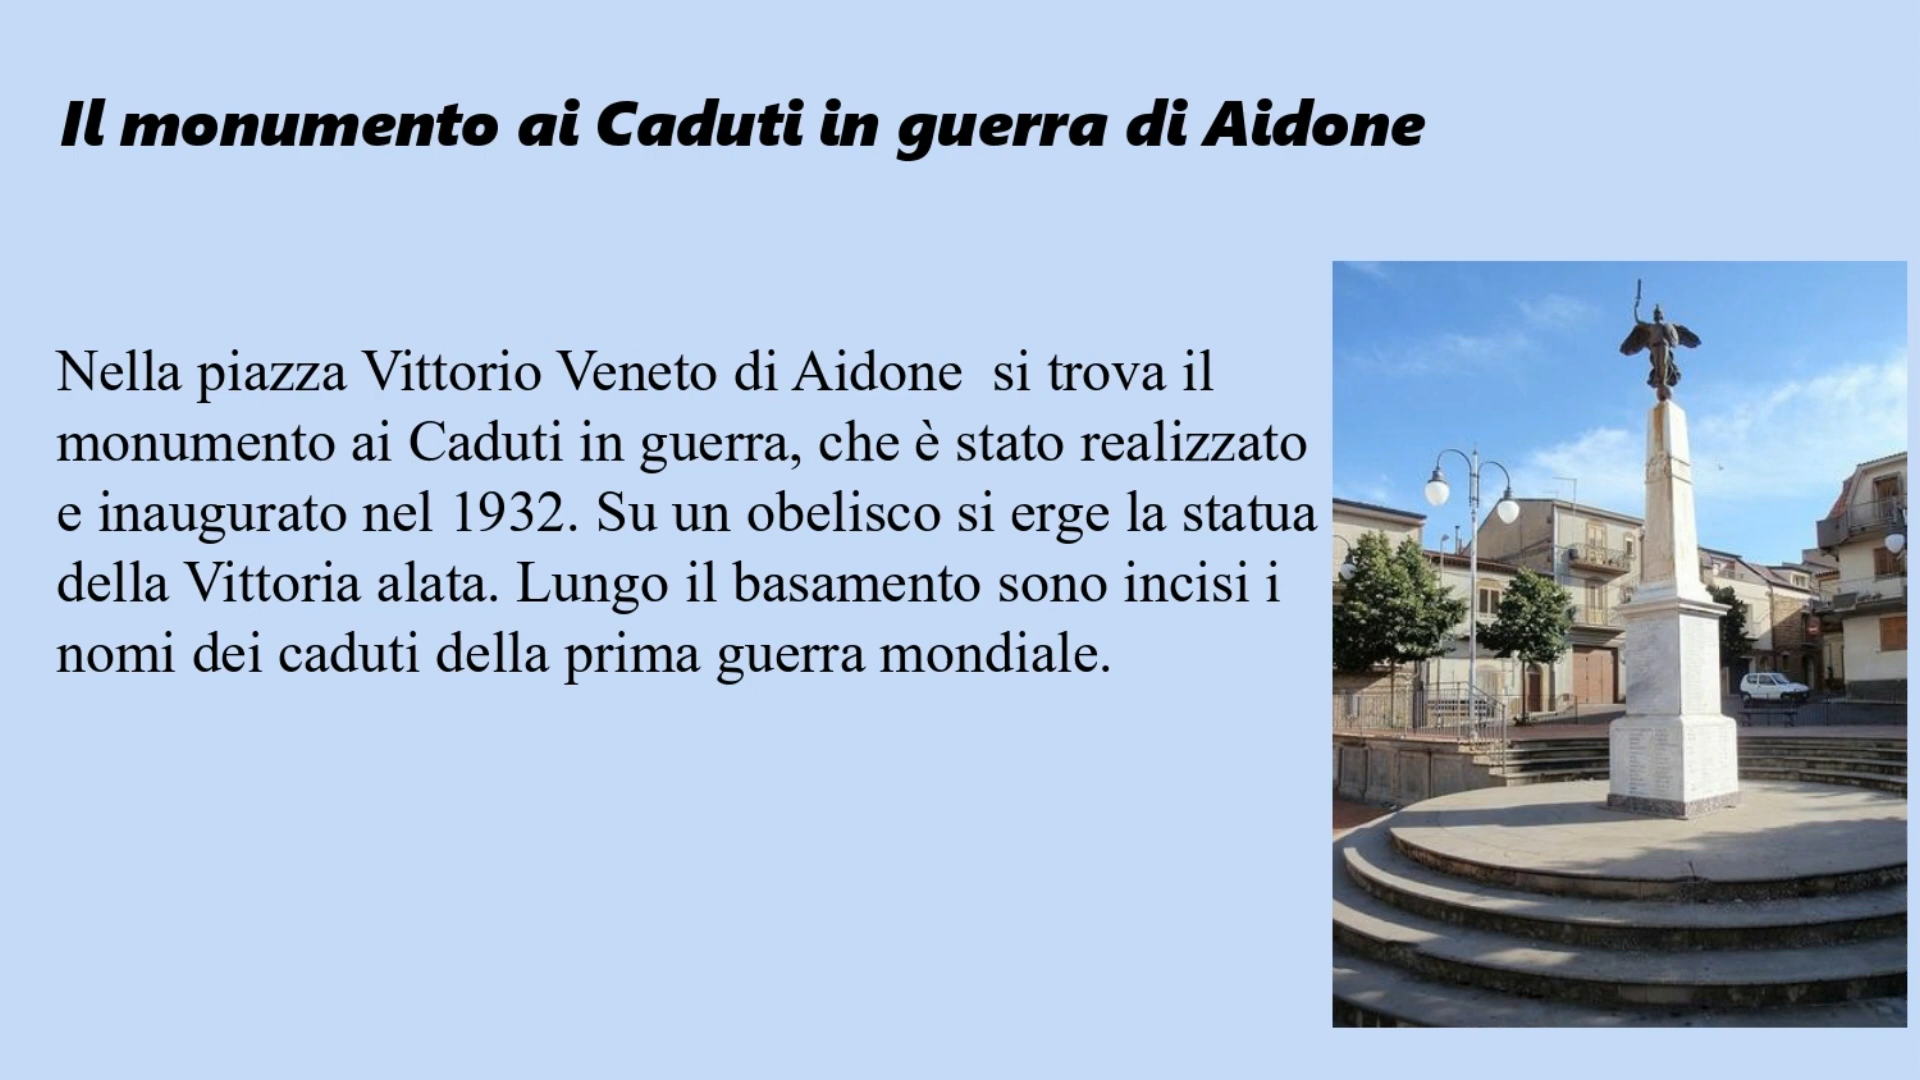 Il monumento ai Caduti in guerra di Aidone
Nella piazza Vittorio Veneto di Aidone  si trova il
monumento ai Caduti in guerra, che è stato realizzato
e inaugurato nel 1932. Su un obelisco si erge la statua
della Vittoria alata. Lungo il basamento sono incisi i
nomi dei caduti della prima guerra mondiale.